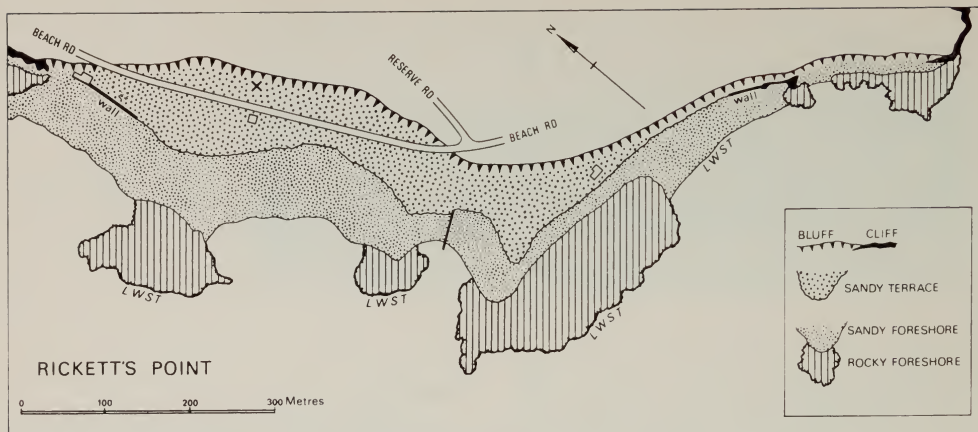 BEACH RD
RESERVE RD
N
BEACH RD
wall
wall
LWST
LWST
LWST
LWST
X
RICKETT'S POINT
0 100 200 300 Metres
BLUFF CLIFF
SANDY TERRACE
SANDY FORESHORE
ROCKY FORESHORE